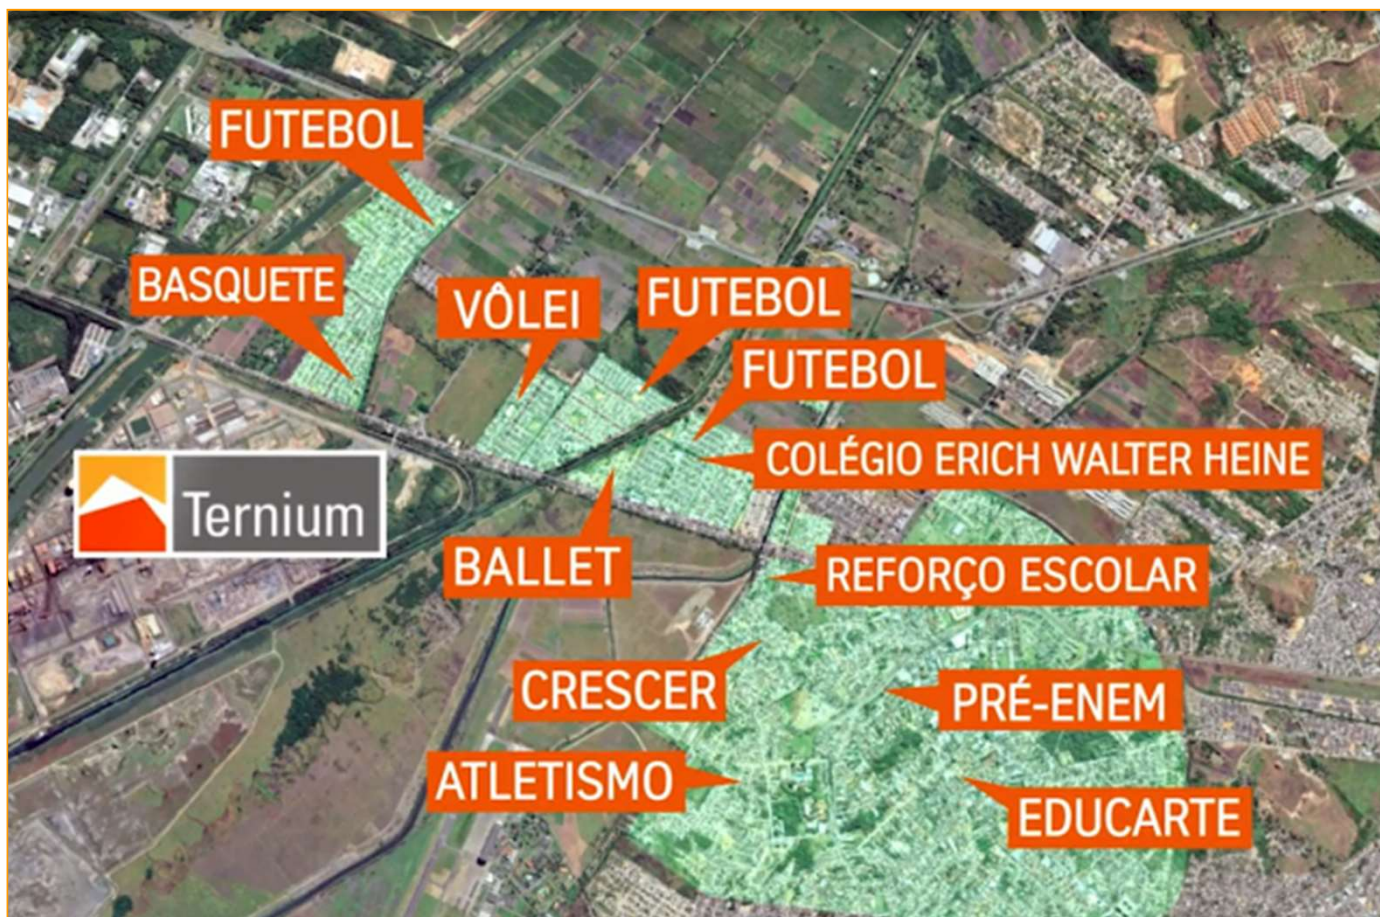 FUTEBOL
BASQUETE
VÔLEI
FUTEBOL
FUTEBOL
COLÉGIO ERICH WALTER HEINE
Ternium
BALLET
REFORÇO ESCOLAR
CRESCER
PRÉ-ENEM
ATLETISMO
EDUCARTE